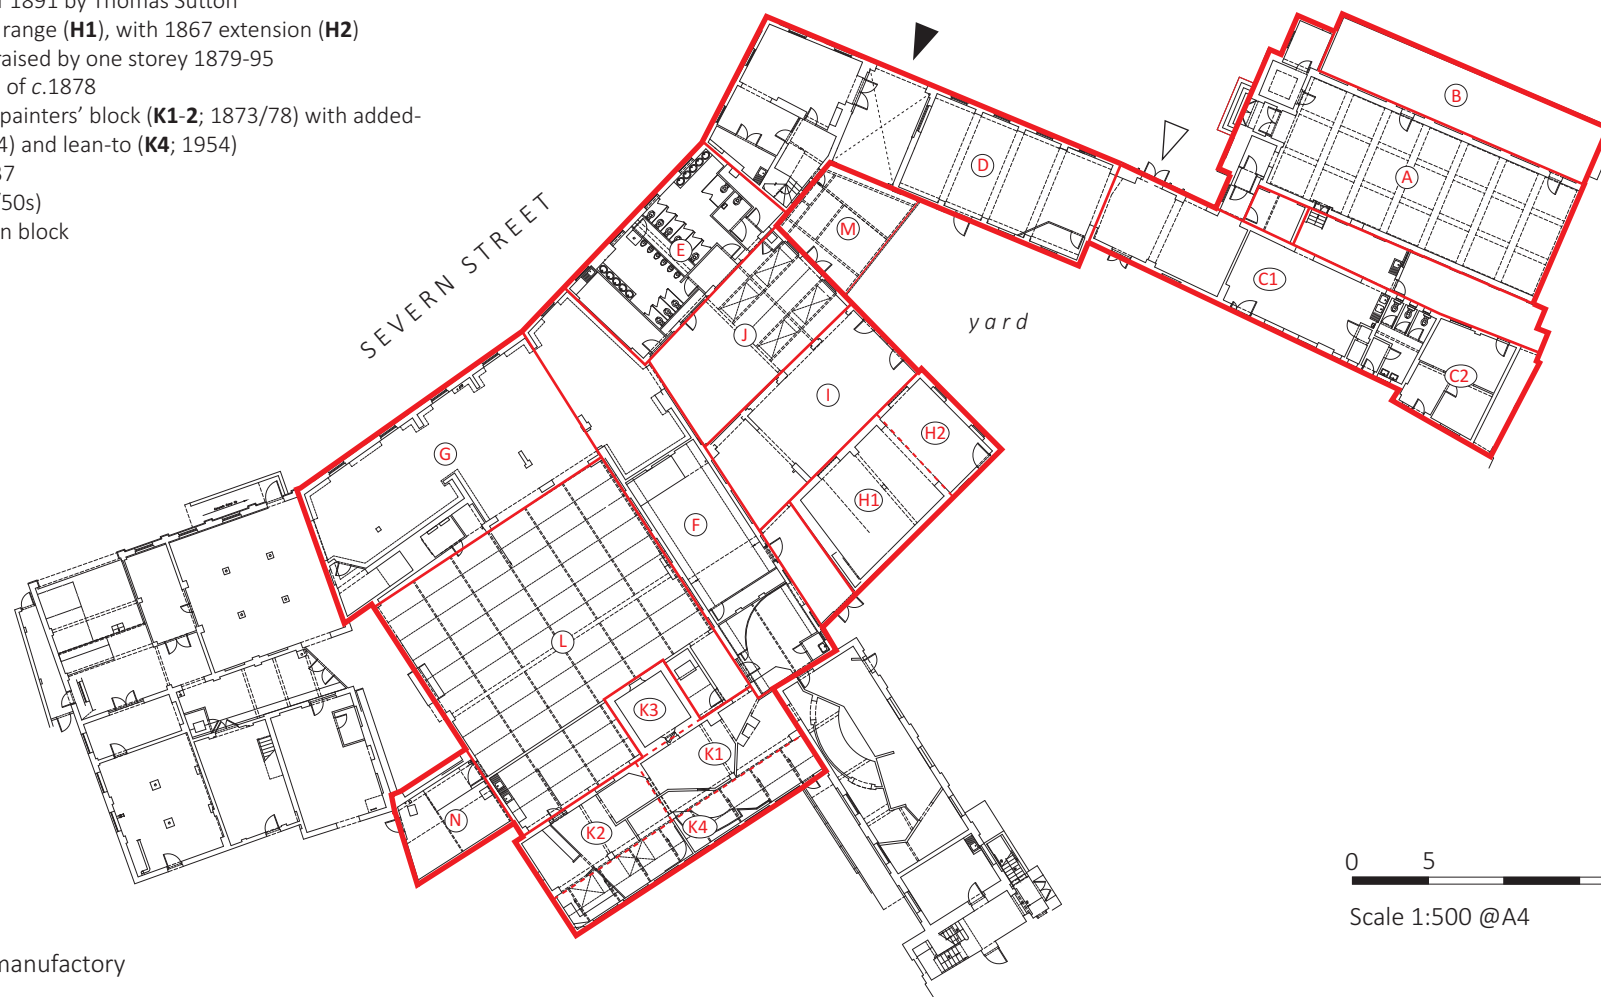 1891 by Thomas Sutton
range (H1), with 1867 extension (H2)
raised by one storey 1879-95
of c.1878
painters' block (K1-2; 1873/78) with added-
4) and lean-to (K4; 1954)
37
/50s)
n block
SEVERN STREET
yard
A
B
C1
C2
D
E
F
G
H1
H2
I
J
K1
K2
K3
K4
L
M
N
0 5
Scale 1:500 @A4
manufactory